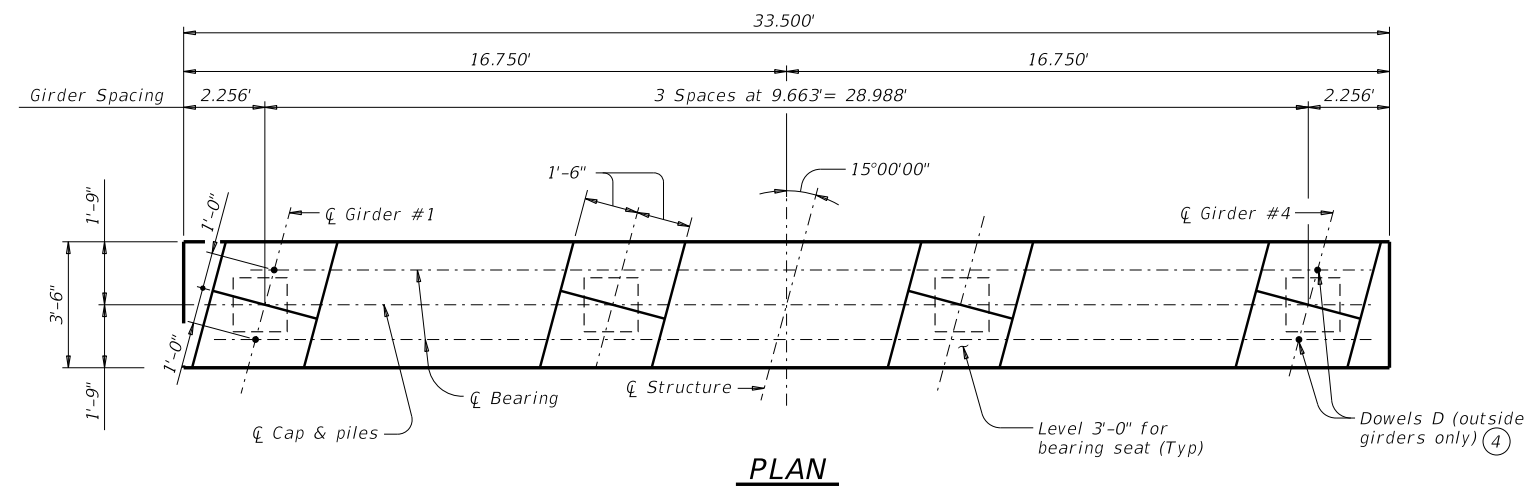 33.500'
16.750'
16.750'
Girder Spacing
2.256'
3 Spaces at 9.663'= 28.988'
2.256'
1'-6"
15°00'00"
1'-9"
1'-0"
℄ Girder #1
℄ Girder #4
3'-6"
1'-0"
1'-9"
℄ Structure
℄ Bearing
℄ Cap & piles
Level 3'-0" for
bearing seat (Typ)
Dowels D (outside
girders only) 4
PLAN